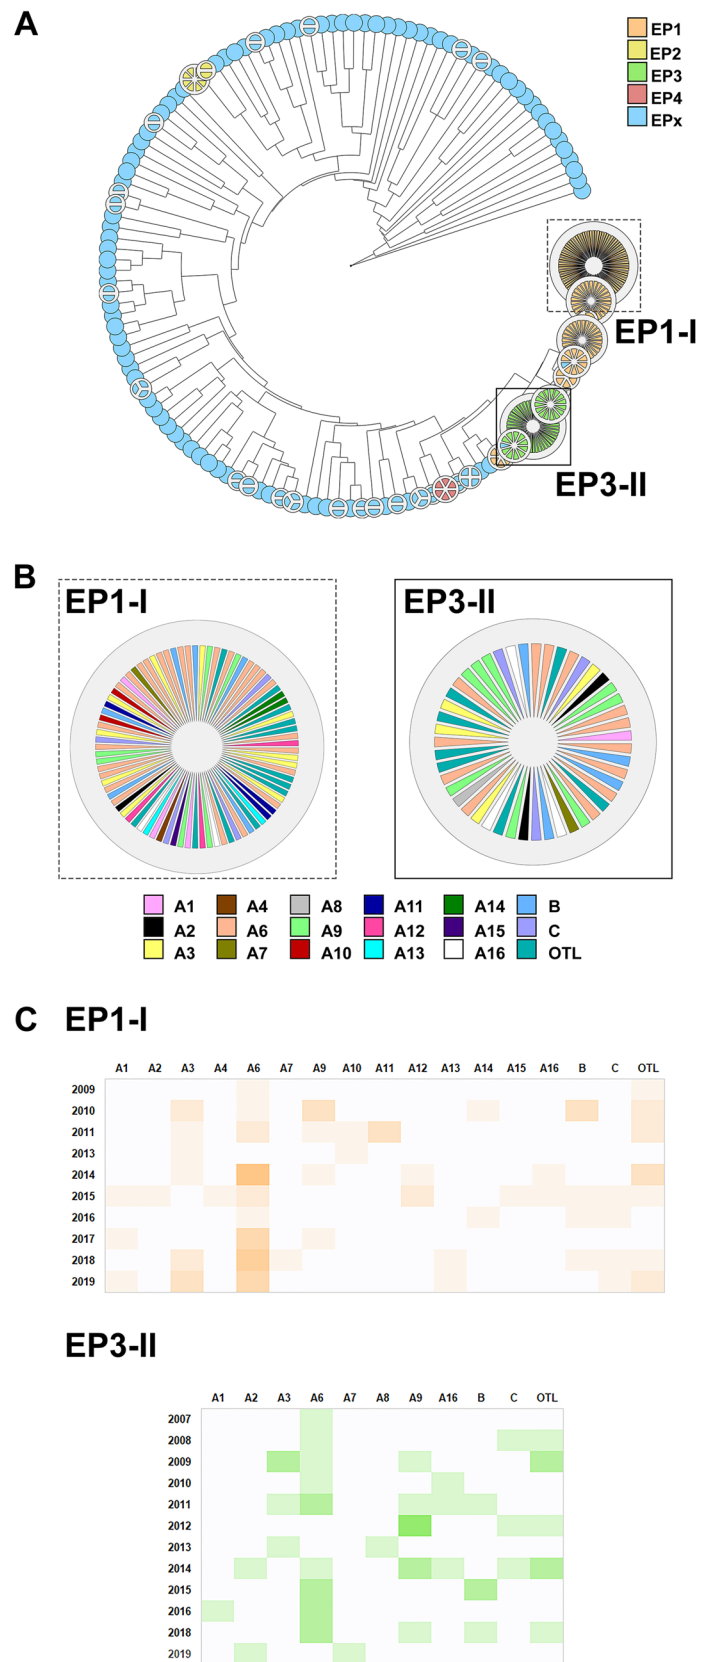 A
EP1
EP2
EP3
EP4
EPx
EP1-I
EP3-II
B
EP1-I
EP3-II
A1 A4 A8 A11 A14 B
A2 A6 A9 A12 A15 C
A3 A7 A10 A13 A16 OTL
C EP1-I
A1 A2 A3 A4 A6 A7 A9 A10 A11 A12 A13 A14 A15 A16 B C OTL
2009
2010
2011
2013
2014
2015
2016
2017
2018
2019
EP3-II
A1 A2 A3 A6 A7 A8 A9 A16 B C OTL
2007
2008
2009
2010
2011
2012
2013
2014
2015
2016
2018
2019